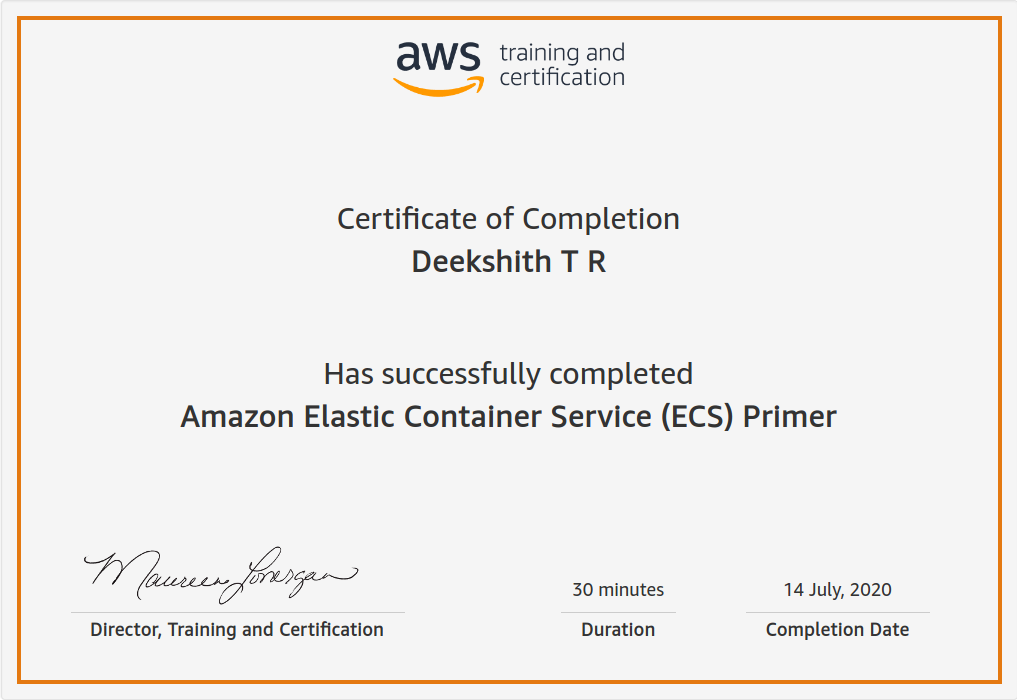 aws training and
certification
Certificate of Completion
Deekshith T R
Has successfully completed
Amazon Elastic Container Service (ECS) Primer
Maureen Lonergan
30 minutes
14 July, 2020
Director, Training and Certification
Duration
Completion Date